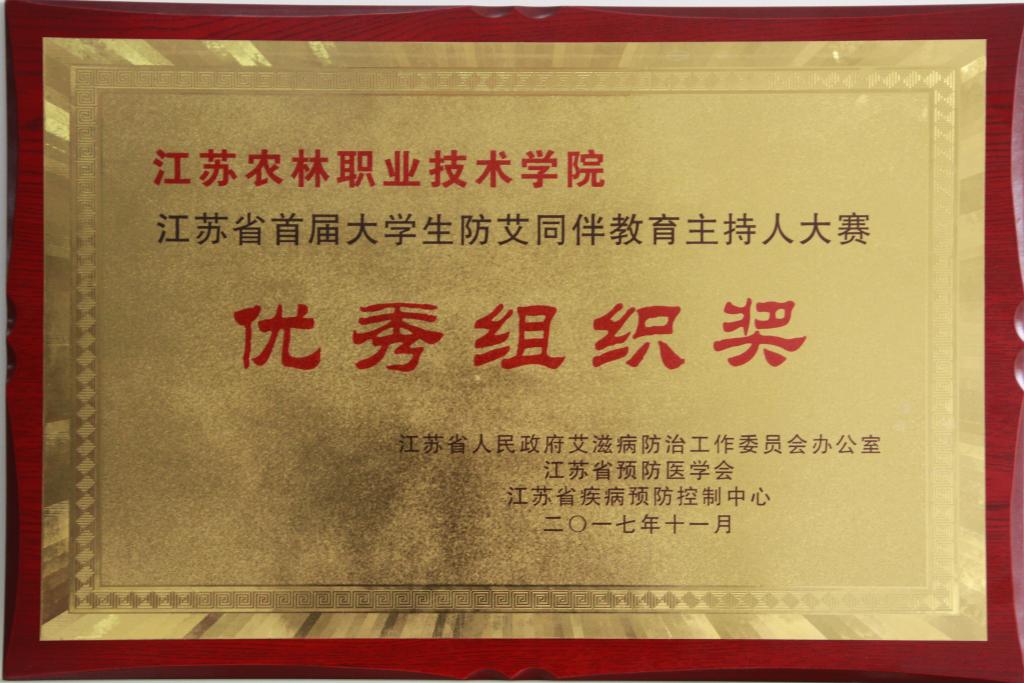 江苏农林职业技术学院
江苏省首届大学生防艾同伴教育主持人大赛
优秀组织奖
江苏省人民政府艾滋病防治工作委员会办公室
江苏省预防医学会
江苏省疾病预防控制中心
二〇一七年十一月